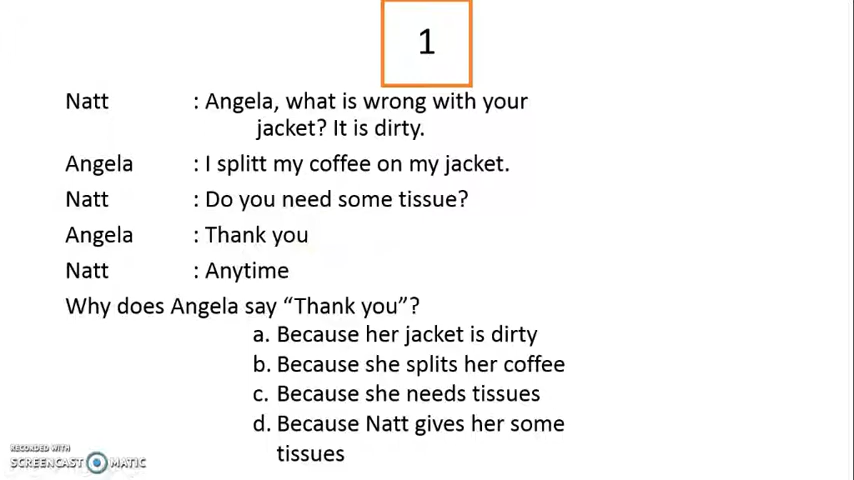 1
Natt : Angela, what is wrong with your
jacket? It is dirty.
Angela : I splitt my coffee on my jacket.
Natt : Do you need some tissue?
Angela : Thank you
Natt : Anytime
Why does Angela say “Thank you”?
a. Because her jacket is dirty
b. Because she splits her coffee
c. Because she needs tissues
d. Because Natt gives her some
tissues
RECORDED WITH
SCREENCAST MATIC